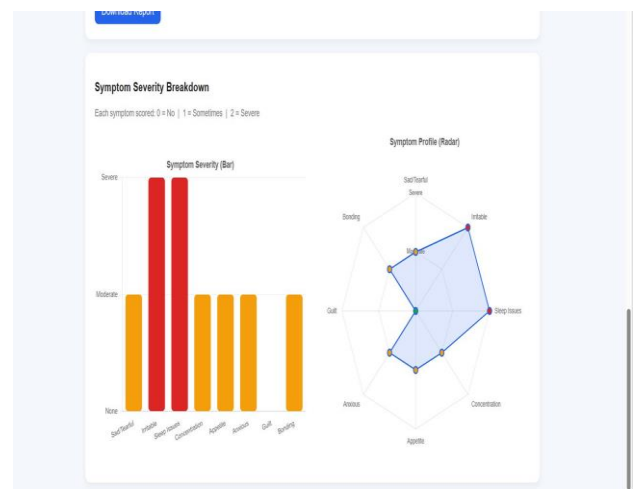 Download Report
Symptom Severity Breakdown
Each symptom scored: 0 = No | 1 = Sometimes | 2 = Severe
Symptom Profile (Radar)
Symptom Severity (Bar)
Severe
Moderate
None
Sad/Tearful
Irritable
Sleep Issues
Concentration
Appetite
Anxious
Guilt
Bonding
Sad/Tearful
Severe
Irritable
Sleep Issues
Concentration
Appetite
Anxious
Guilt
Bonding
Moderate